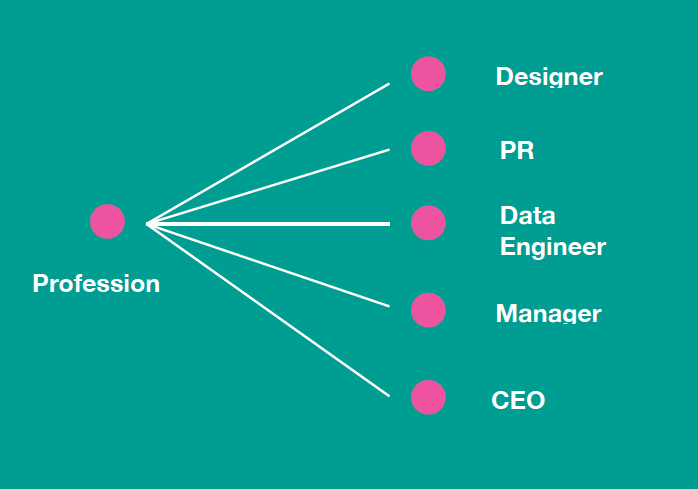 Designer
PR
Data
Engineer
Profession
Manager
CEO